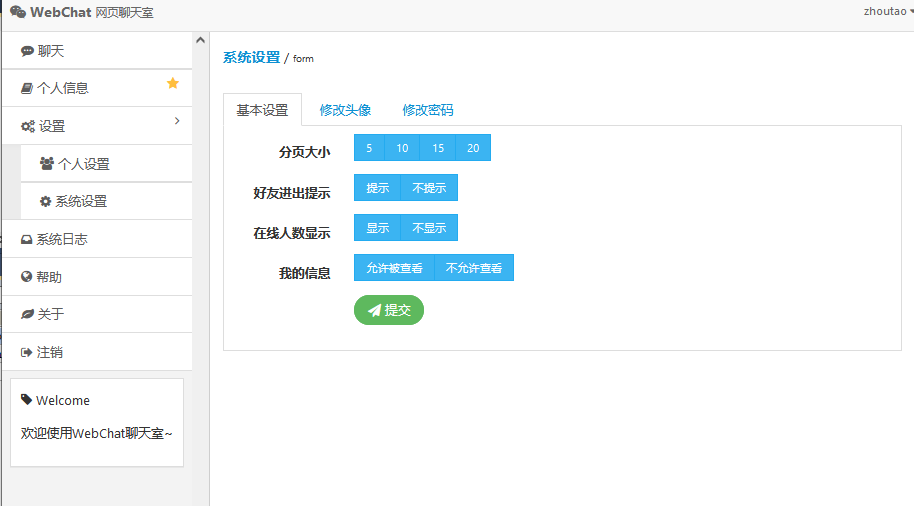 WebChat 网页聊天室
zhoutao
聊天
个人信息
设置
个人设置
系统设置
系统日志
帮助
关于
注销
Welcome
欢迎使用WebChat聊天室~
系统设置 / form
基本设置 修改头像 修改密码
分页大小 5 10 15 20
好友进出提示 提示 不提示
在线人数显示 显示 不显示
我的信息 允许被查看 不允许查看
提交